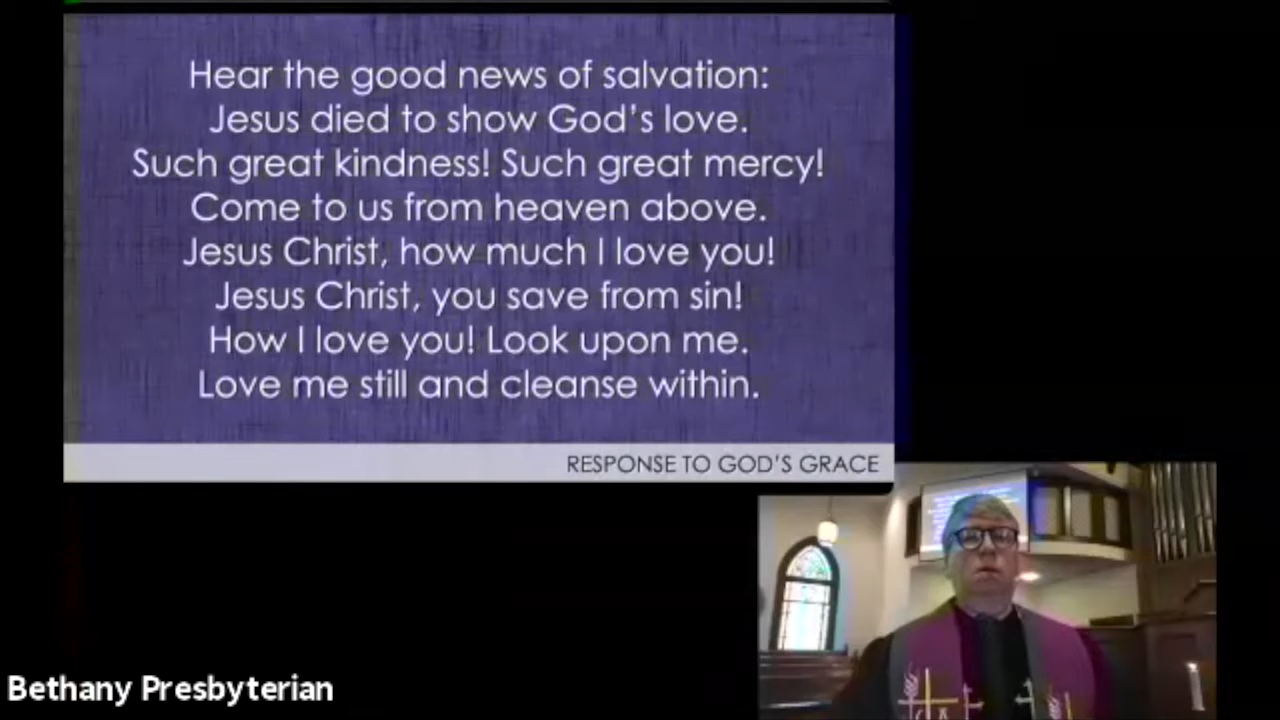 Hear the good news of salvation:
Jesus died to show God's love.
Such great kindness! Such great mercy!
Come to us from heaven above.
Jesus Christ, how much I love you!
Jesus Christ, you save from sin!
How I love you! Look upon me.
Love me still and cleanse within.
RESPONSE TO GOD'S GRACE
Bethany Presbyterian